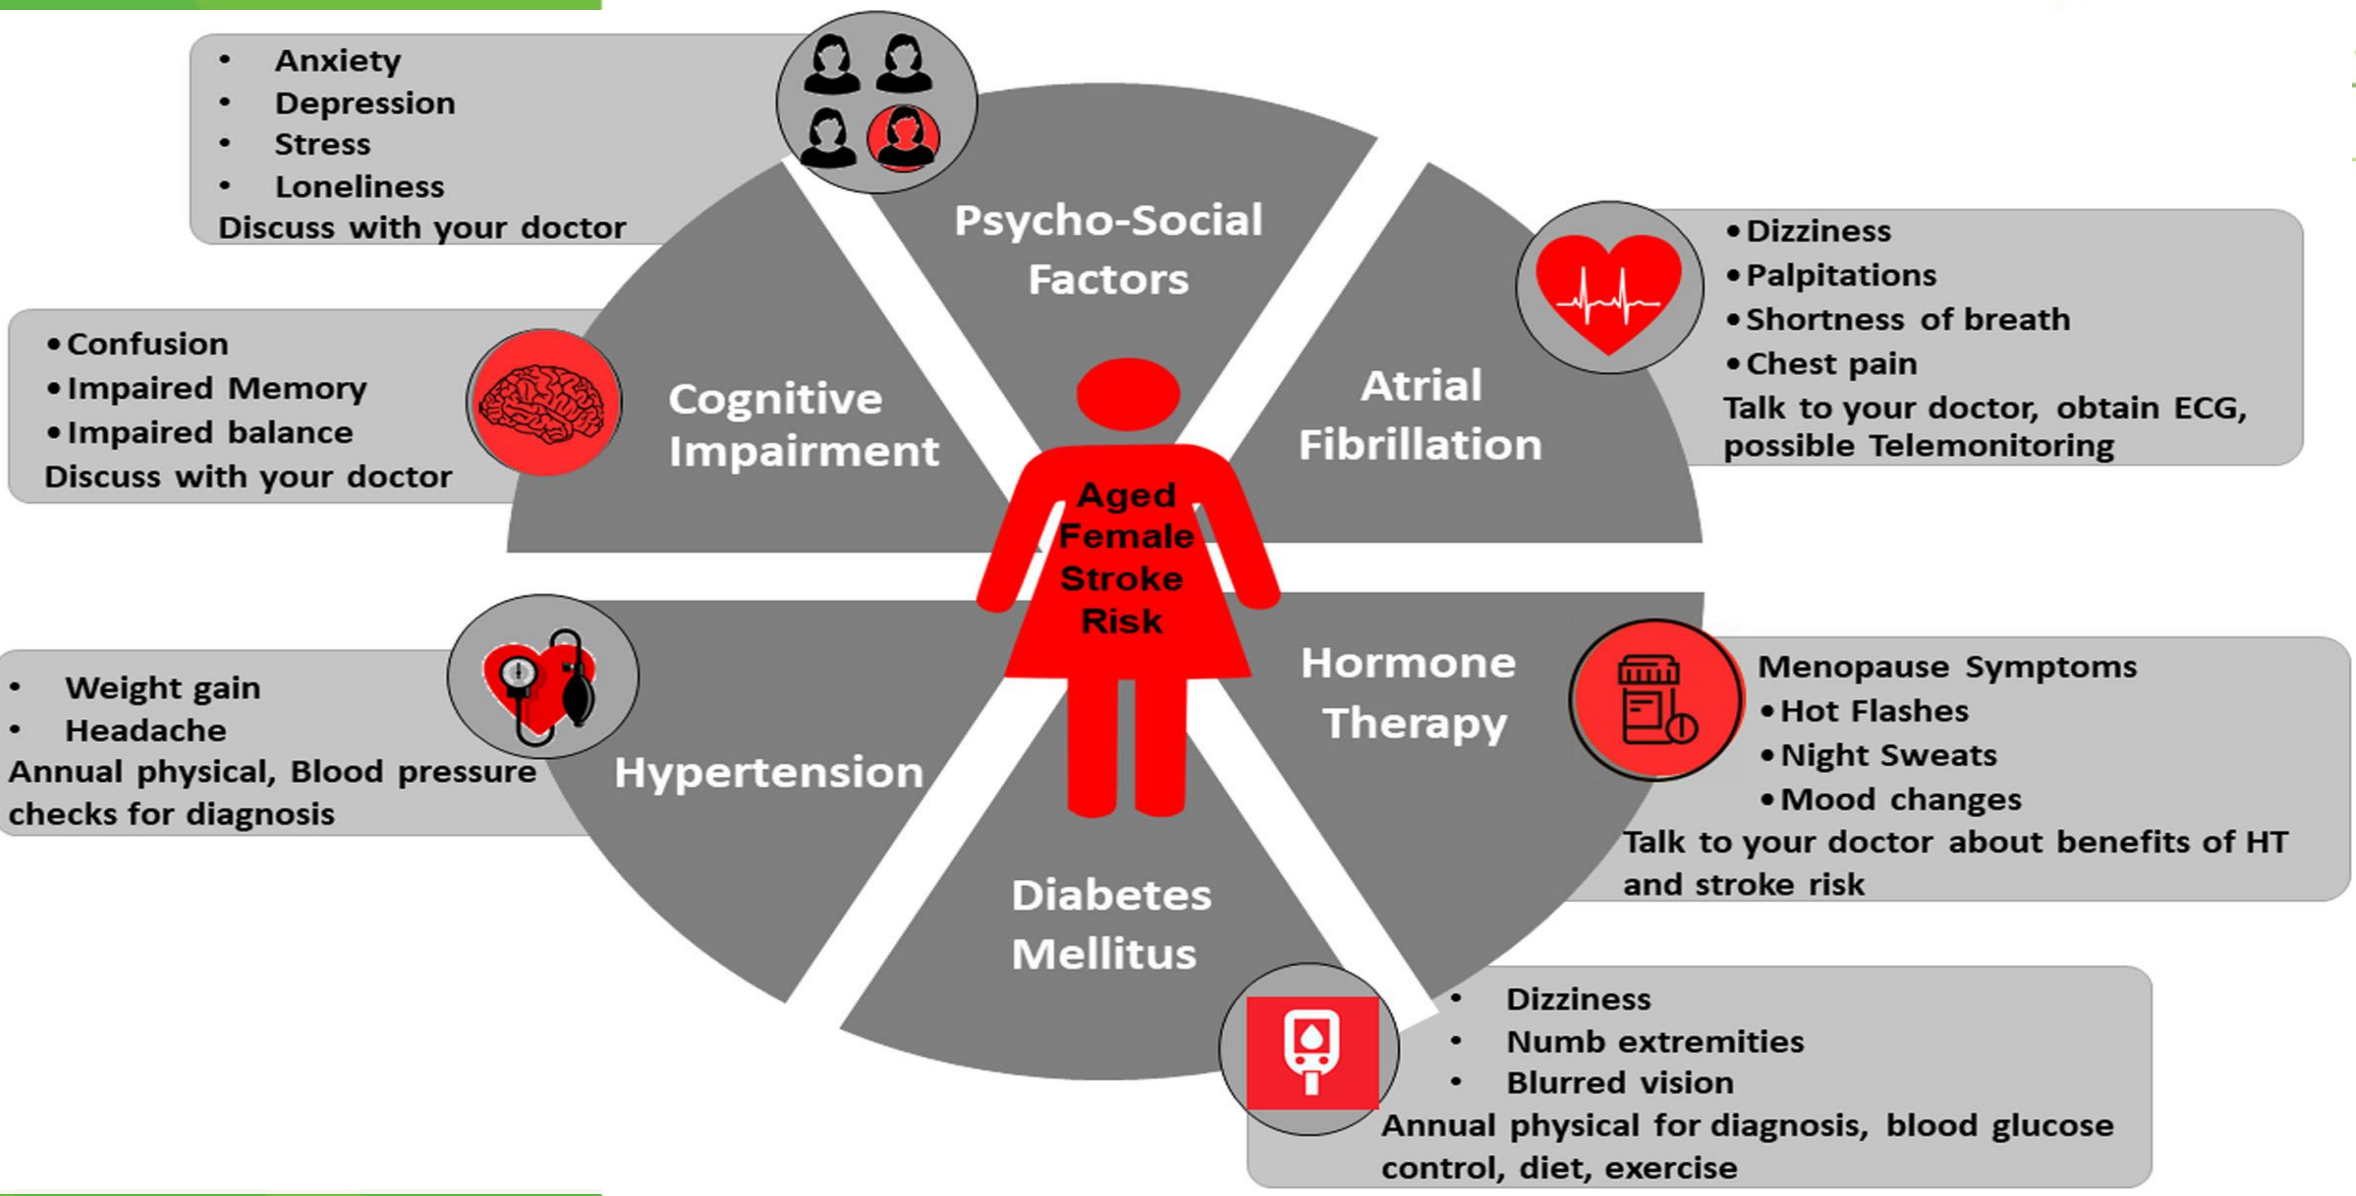 • Anxiety
• Depression
• Stress
• Loneliness
Discuss with your doctor
Psycho-Social
Factors
• Dizziness
• Palpitations
• Shortness of breath
• Chest pain
Talk to your doctor, obtain ECG,
possible Telemonitoring
Atrial
Fibrillation
• Confusion
• Impaired Memory
• Impaired balance
Discuss with your doctor
Cognitive
Impairment
Aged
Female
Stroke
Risk
• Weight gain
• Headache
Annual physical, Blood pressure
checks for diagnosis
Hypertension
Hormone
Therapy
Menopause Symptoms
• Hot Flashes
• Night Sweats
• Mood changes
Talk to your doctor about benefits of HT
and stroke risk
Diabetes
Mellitus
• Dizziness
• Numb extremities
• Blurred vision
Annual physical for diagnosis, blood glucose
control, diet, exercise